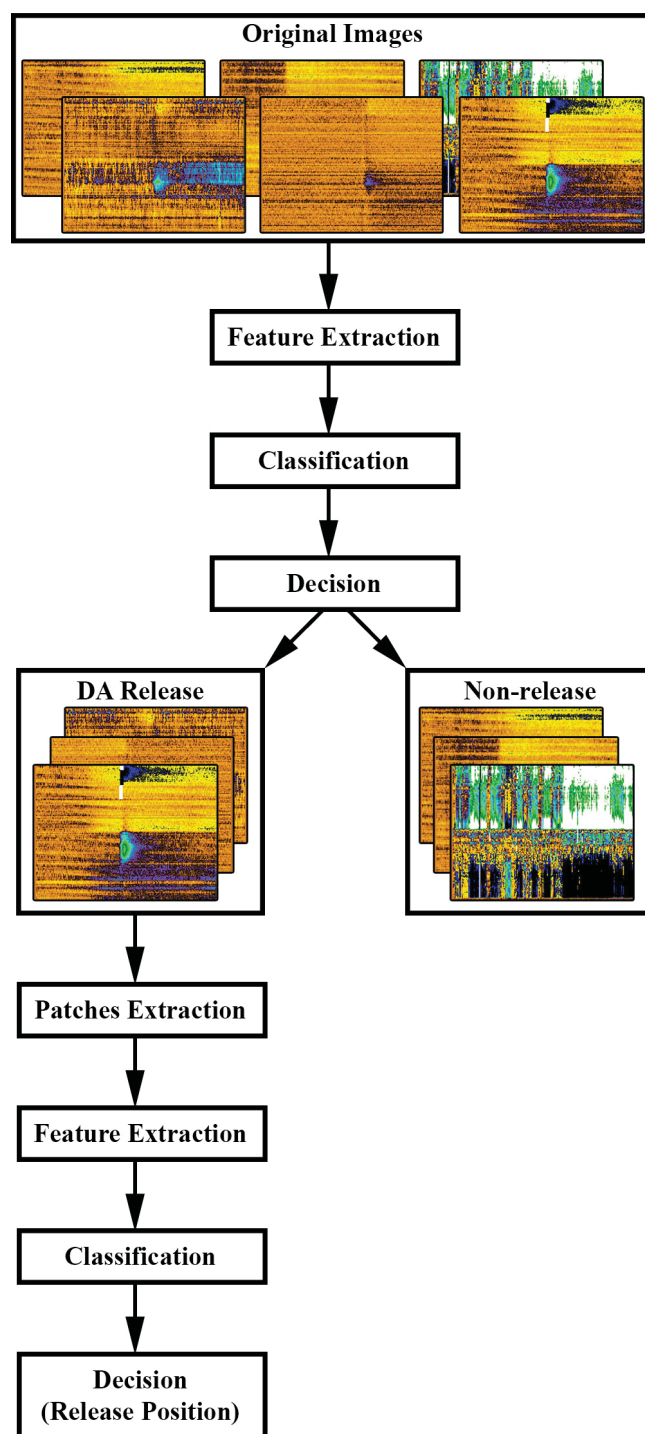 Original Images
Feature Extraction
Classification
Decision
DA Release
Non-release
Patches Extraction
Feature Extraction
Classification
Decision
(Release Position)